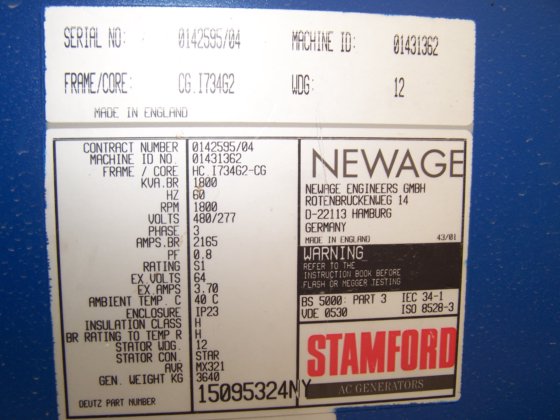 SERIAL NO: 0142595/04 MACHINE ID: 01431362
FRAME/CORE: CG.I734G2 WDG: 12
MADE IN ENGLAND
CONTRACT NUMBER 0142595/04
MACHINE ID NO. 01431362
FRAME / CORE HC I734G2-CG
KVA.BR 1800
HZ 60
RPM 1800
VOLTS 480/277
PHASE 3
AMPS.BR 2165
PF 0.8
RATING S1
EX VOLTS 64
EX AMPS 3.70
AMBIENT TEMP. C 40 C
ENCLOSURE IP23
INSULATION CLASS H
BR RATING TO TEMP R H
STATOR WDG. 12
STATOR CON. STAR
AVR MX321
GEN. WEIGHT KG 3640
DEUTZ PART NUMBER 15095324NY
NEWAGE
NEWAGE ENGINEERS GMBH
ROTENBRUCKENWEG 14
D-22113 HAMBURG
GERMANY
MADE IN ENGLAND 43/01
WARNING
REFER TO THE
INSTRUCTION BOOK BEFORE
FLASH OR MEGGER TESTING
BS 5000: PART 3 IEC 34-1
VDE 0530 ISO 8528-3
STAMFORD
AC GENERATORS